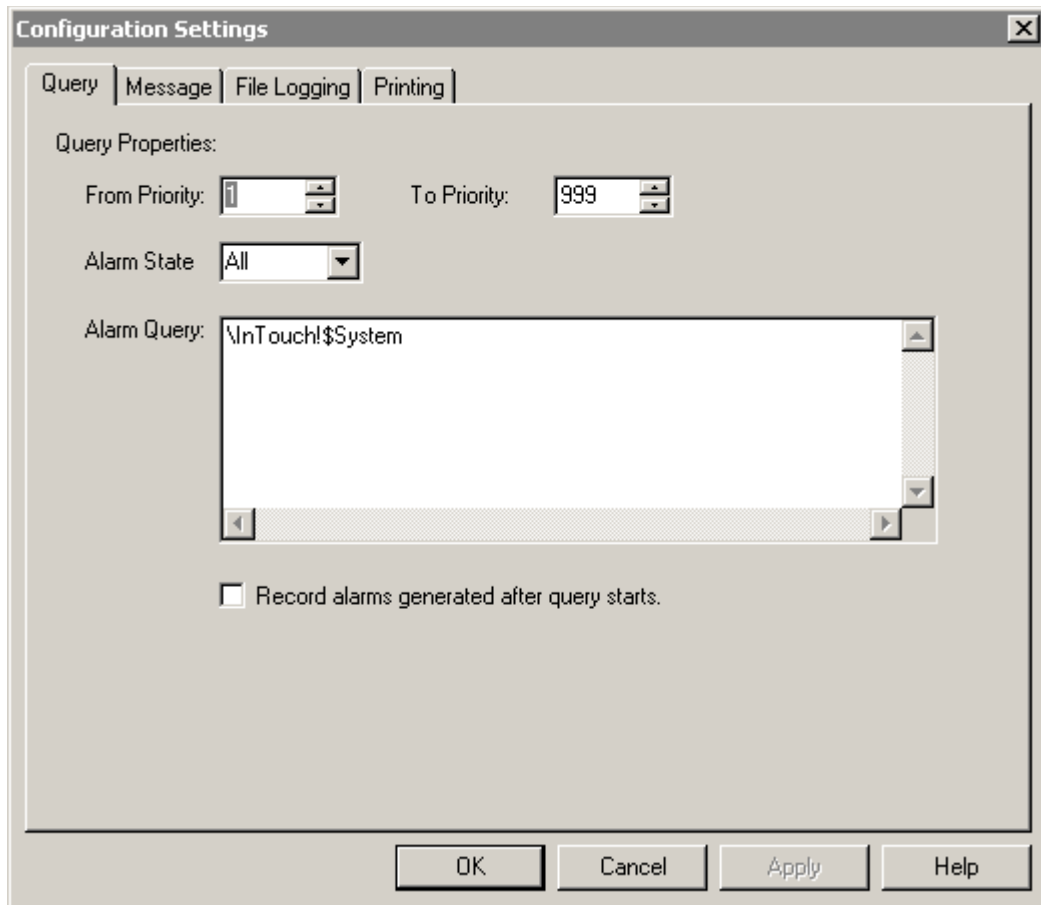 Configuration Settings
Query Message File Logging Printing
Query Properties:
From Priority: 1 To Priority: 999
Alarm State All
Alarm Query: \InTouch!$System
Record alarms generated after query starts.
OK Cancel Apply Help